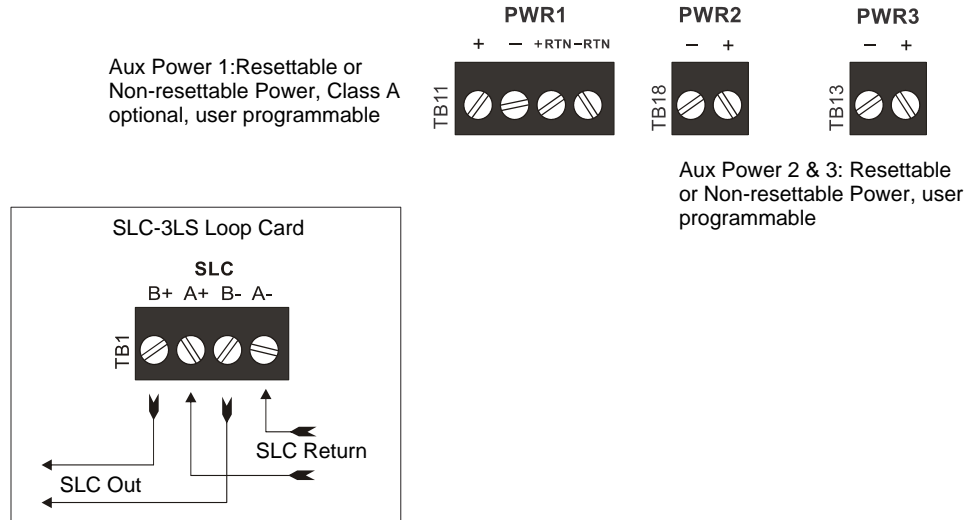 PWR1
PWR2
PWR3
+ − +RTN−RTN
− +
− +
Aux Power 1:Resettable or
Non-resettable Power, Class A
optional, user programmable
TB11
TB18
TB13
Aux Power 2 & 3: Resettable
or Non-resettable Power, user
programmable
SLC-3LS Loop Card
SLC
B+ A+ B- A-
TB1
SLC Return
SLC Out